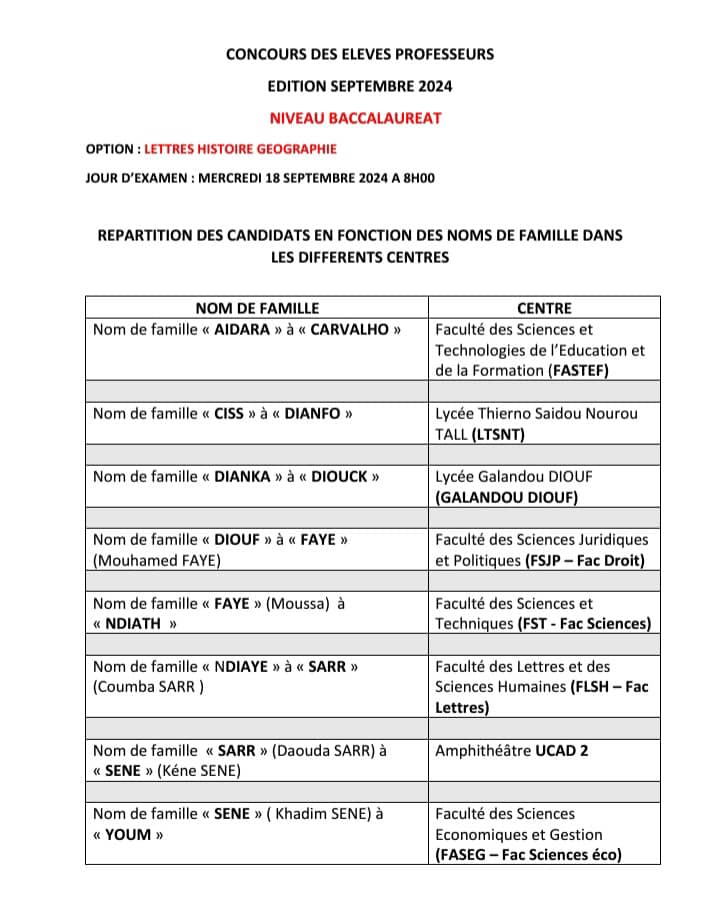 CONCOURS DES ELEVES PROFESSEURS
EDITION SEPTEMBRE 2024
NIVEAU BACCALAUREAT
OPTION : LETTRES HISTOIRE GEOGRAPHIE
JOUR D’EXAMEN : MERCREDI 18 SEPTEMBRE 2024 A 8H00
REPARTITION DES CANDIDATS EN FONCTION DES NOMS DE FAMILLE DANS
LES DIFFERENTS CENTRES
NOM DE FAMILLE
CENTRE
Nom de famille « AIDARA » à « CARVALHO »
Faculté des Sciences et
Technologies de l’Education et
de la Formation (FASTEF)
Nom de famille « CISS » à « DIANFO »
Lycée Thierno Saidou Nourou
TALL (LTSNT)
Nom de famille « DIANKA » à « DIOUCK »
Lycée Galandou DIOUF
(GALANDOU DIOUF)
Nom de famille « DIOUF » à « FAYE »
(Mouhamed FAYE)
Faculté des Sciences Juridiques
et Politiques (FSJP – Fac Droit)
Nom de famille « FAYE » (Moussa) à
« NDIATH »
Faculté des Sciences et
Techniques (FST - Fac Sciences)
Nom de famille « NDIAYE » à « SARR »
(Coumba SARR )
Faculté des Lettres et des
Sciences Humaines (FLSH – Fac
Lettres)
Nom de famille « SARR » (Daouda SARR) à
« SENE » (Kéne SENE)
Amphithéâtre UCAD 2
Nom de famille « SENE » ( Khadim SENE) à
« YOUM »
Faculté des Sciences
Economiques et Gestion
(FASEG – Fac Sciences éco)